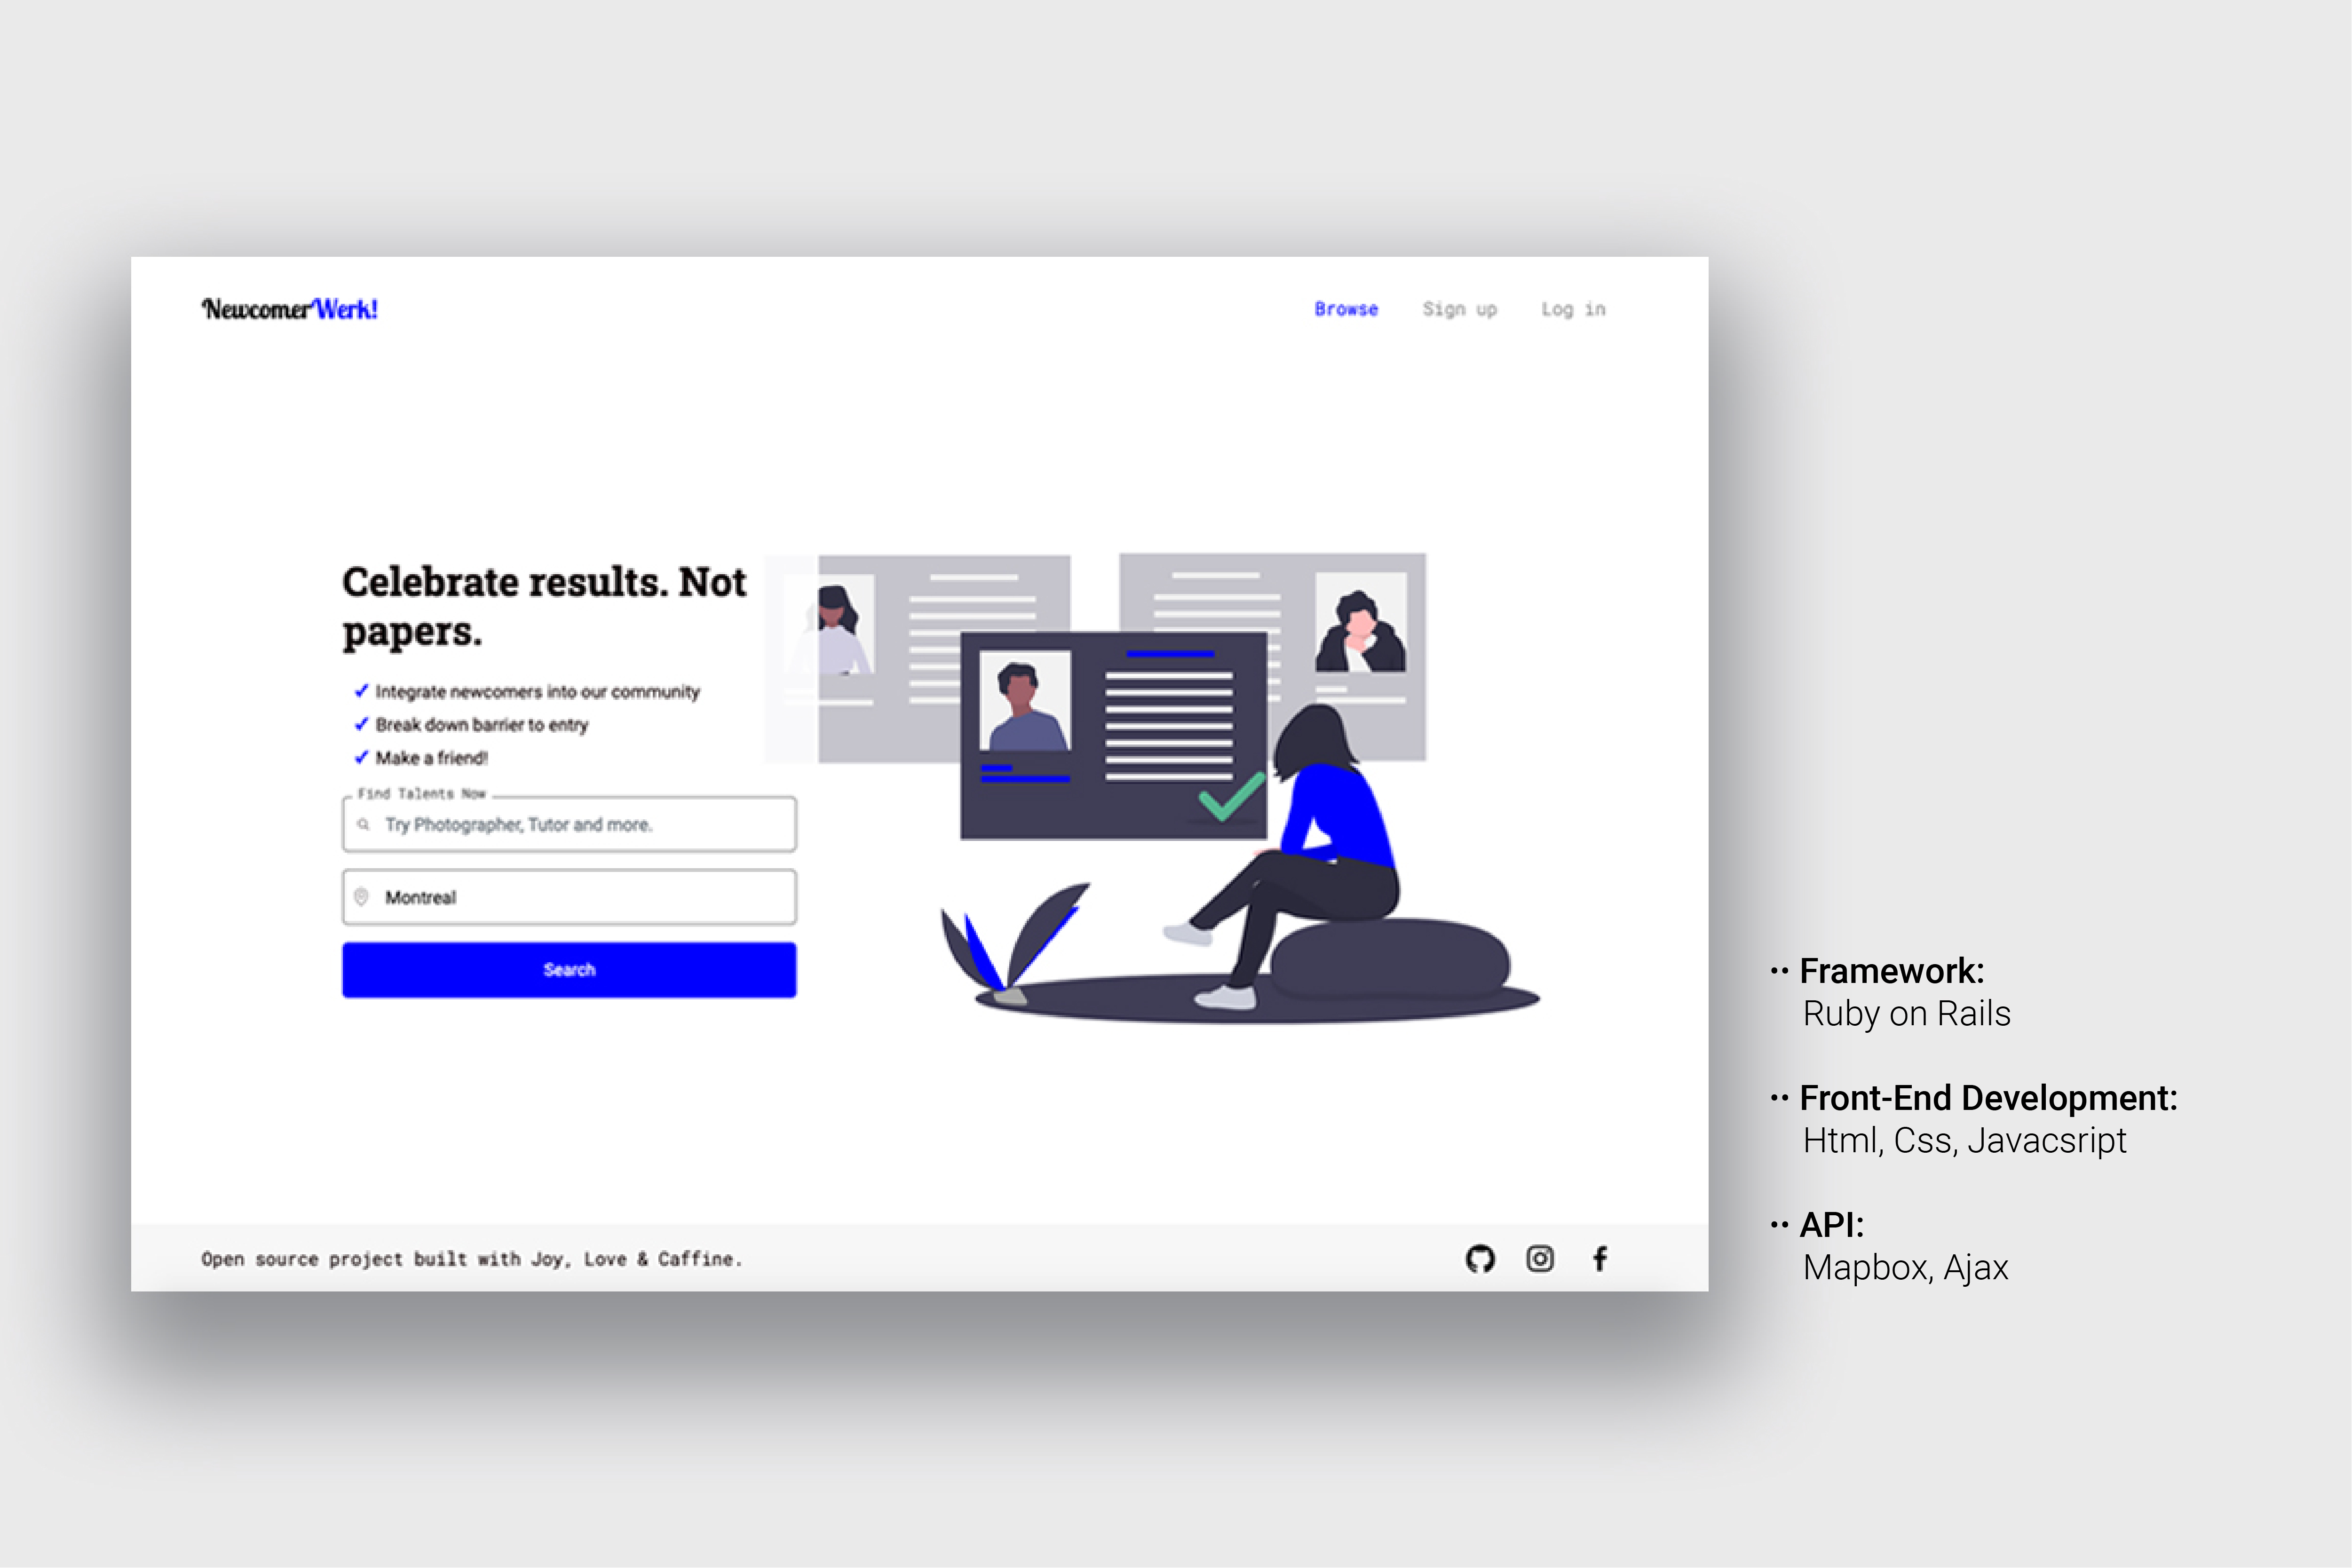 NewcomerWerk!
Browse Sign up Log in
Celebrate results. Not
papers.
✔ Integrate newcomers into our community
✔ Break down barrier to entry
✔ Make a friend!
Find Talents Now
Try Photographer, Tutor and more.
Montreal
Search
Open source project built with Joy, Love & Caffine.
•• Framework:
Ruby on Rails
•• Front-End Development:
Html, Css, Javacsript
•• API:
Mapbox, Ajax